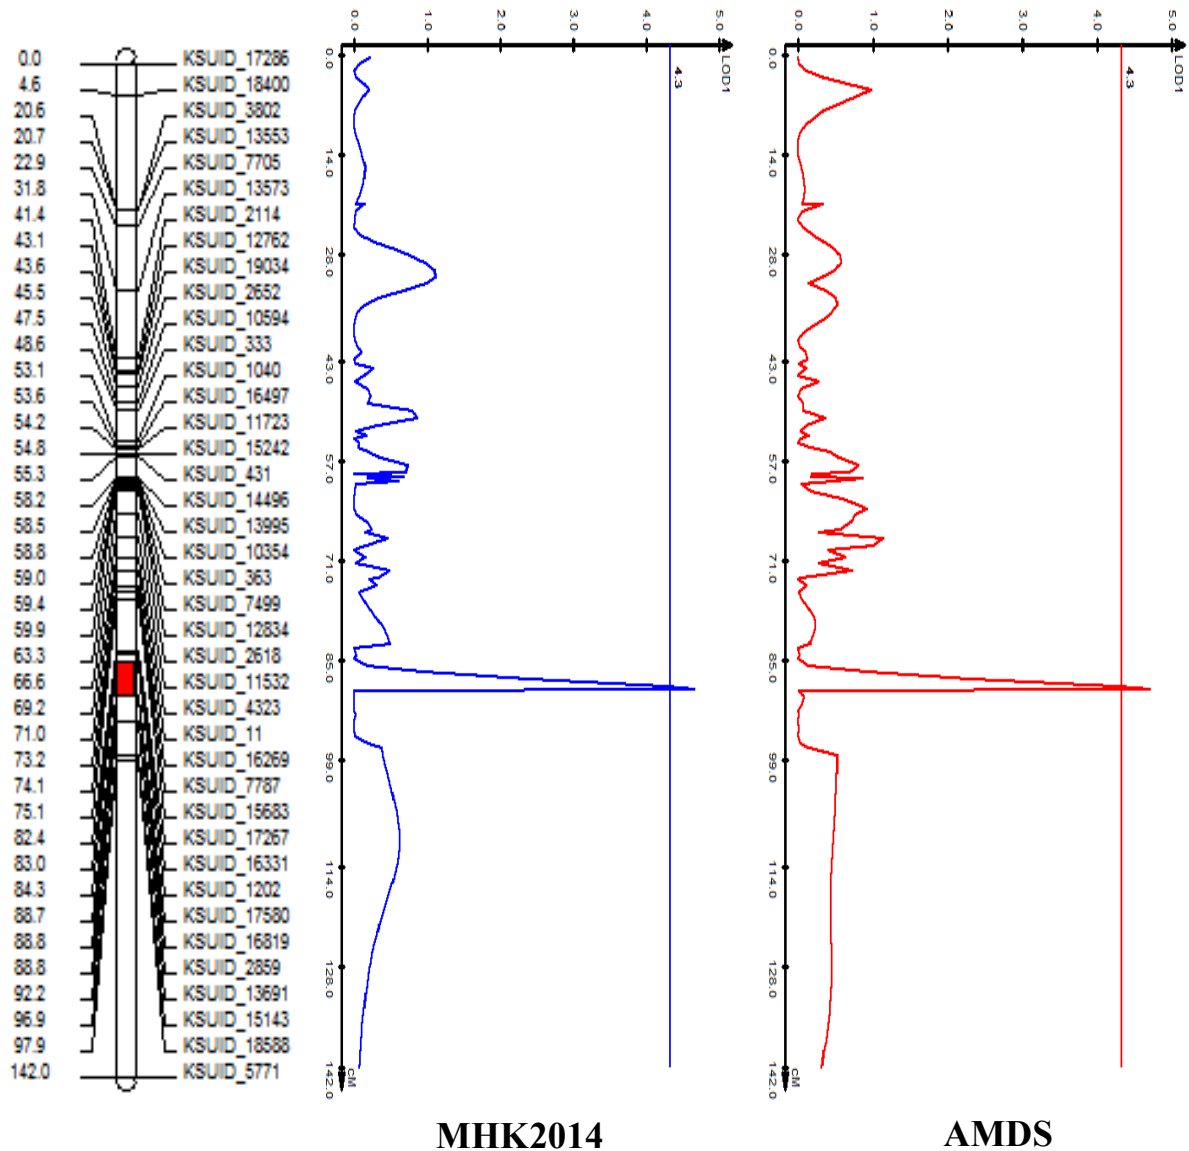 0.0 KSUID_17286
4.6 KSUID_18400
20.6 KSUID_3802
20.7 KSUID_13553
22.9 KSUID_7705
31.8 KSUID_13573
41.4 KSUID_2114
43.1 KSUID_12762
43.6 KSUID_19034
45.5 KSUID_2652
47.5 KSUID_10594
48.6 KSUID_333
53.1 KSUID_1040
53.6 KSUID_16497
54.2 KSUID_11723
54.8 KSUID_15242
55.3 KSUID_431
58.2 KSUID_14496
58.5 KSUID_13995
58.8 KSUID_10354
59.0 KSUID_363
59.4 KSUID_7499
59.9 KSUID_12834
63.3 KSUID_2618
66.6 KSUID_11532
69.2 KSUID_4323
71.0 KSUID_11
73.2 KSUID_16269
74.1 KSUID_7787
75.1 KSUID_15683
82.4 KSUID_17267
83.0 KSUID_16331
84.3 KSUID_1202
88.7 KSUID_17580
88.8 KSUID_16819
88.8 KSUID_2859
92.2 KSUID_13691
96.9 KSUID_15143
97.9 KSUID_18588
142.0 KSUID_5771
0.0 1.0 2.0 3.0 4.0 5.0 LOD1
4.3
0.0
14.0
28.0
43.0
57.0
71.0
85.0
99.0
114.0
128.0
142.0 cM
MHK2014
0.0 1.0 2.0 3.0 4.0 5.0 LOD1
4.3
0.0
14.0
28.0
43.0
57.0
71.0
85.0
99.0
114.0
128.0
142.0 cM
AMDS